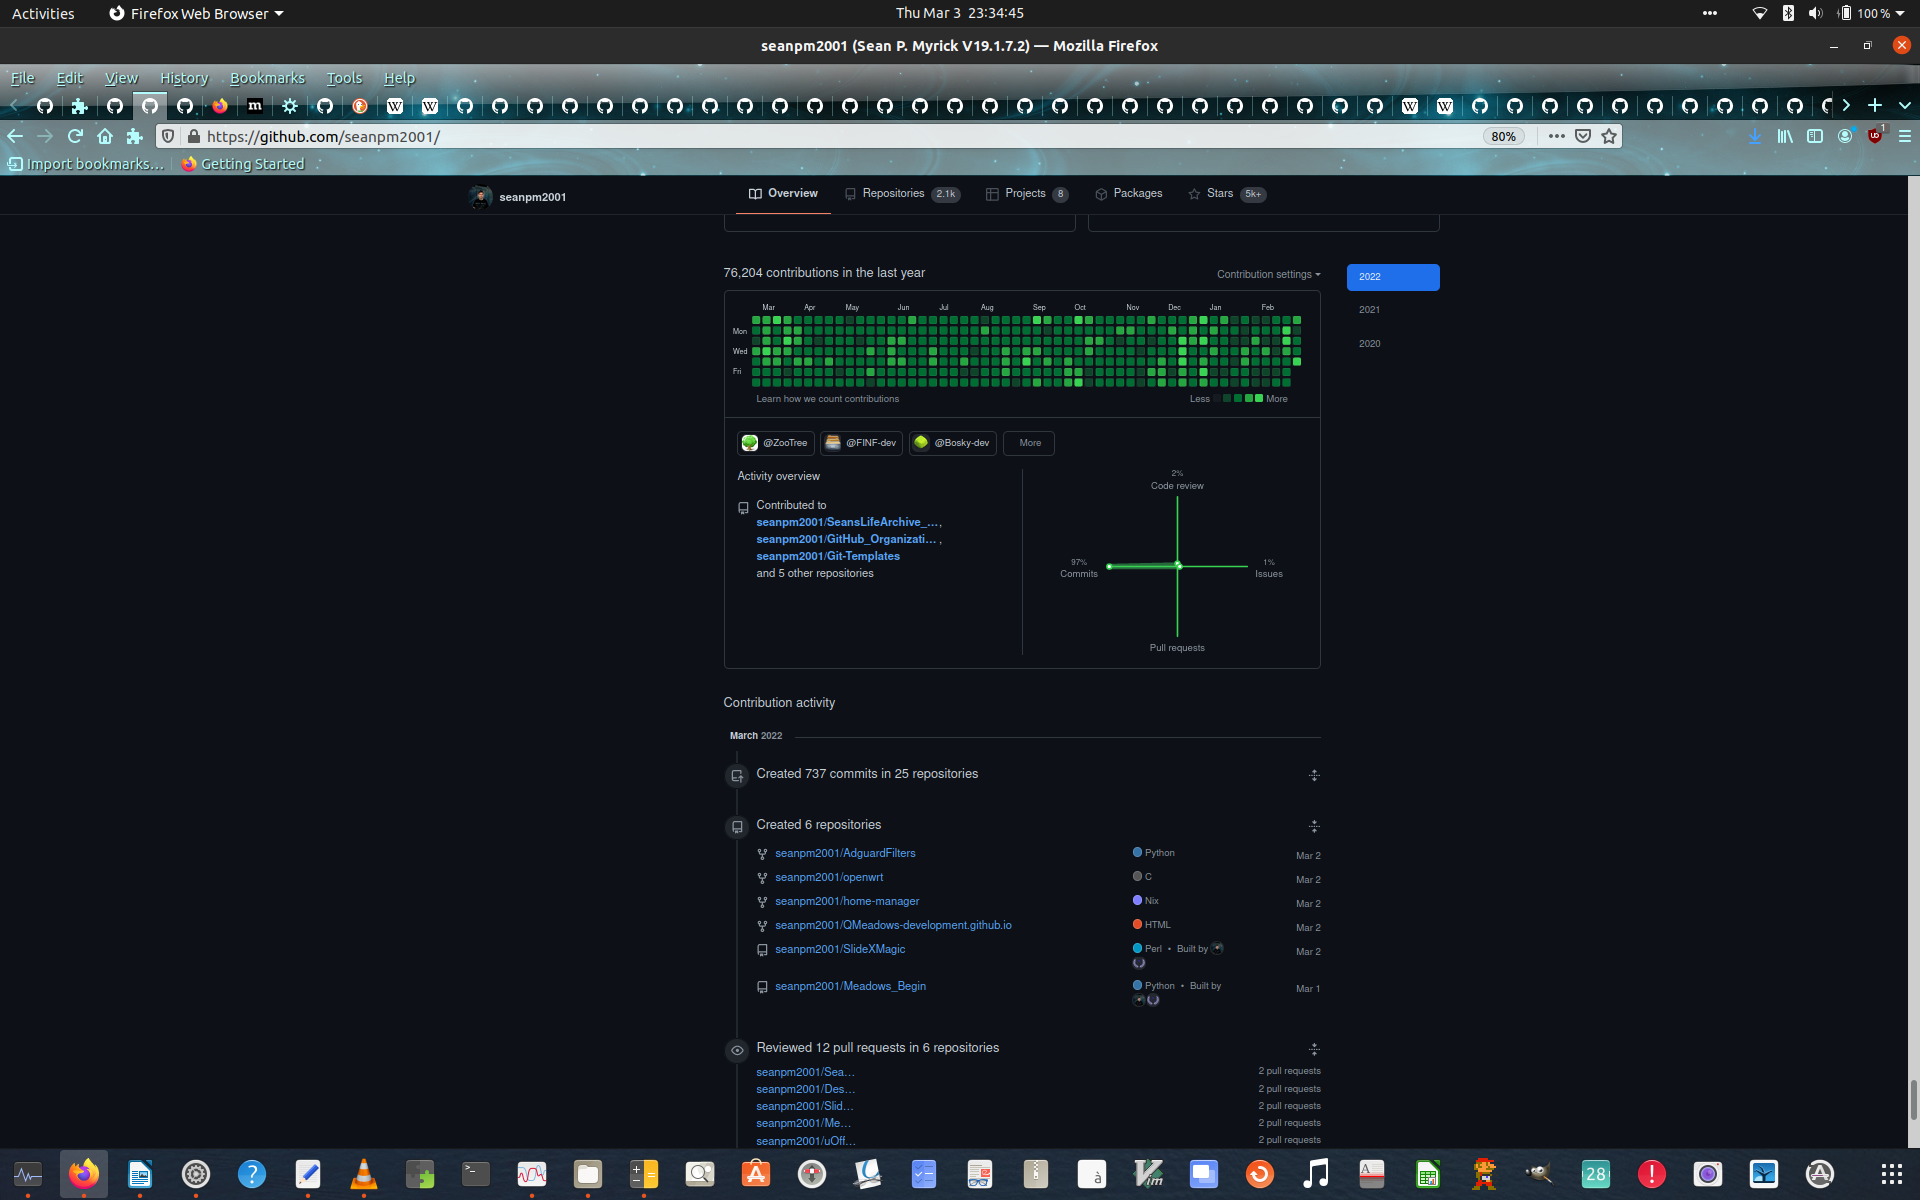 Activities
Firefox Web Browser
Thu Mar 3 23:34:45
100 %
seanpm2001 (Sean P. Myrick V19.1.7.2) — Mozilla Firefox
File Edit View History Bookmarks Tools Help
https://github.com/seanpm2001/
80%
1
Import bookmarks...
Getting Started
seanpm2001
Overview
Repositories 2.1k
Projects 8
Packages
Stars 5k+
76,204 contributions in the last year
Contribution settings
2022
2021
2020
Mar Apr May Jun Jul Aug Sep Oct Nov Dec Jan Feb
Mon
Wed
Fri
Learn how we count contributions
Less More
@ZooTree
@FINF-dev
@Bosky-dev
More
Activity overview
Contributed to
seanpm2001/SeansLifeArchive_…,
seanpm2001/GitHub_Organizati… ,
seanpm2001/Git-Templates
and 5 other repositories
2%
Code review
97%
Commits
1%
Issues
Pull requests
Contribution activity
March 2022
Created 737 commits in 25 repositories
Created 6 repositories
seanpm2001/AdguardFilters Python Mar 2
seanpm2001/openwrt C Mar 2
seanpm2001/home-manager Nix Mar 2
seanpm2001/QMeadows-development.github.io HTML Mar 2
seanpm2001/SlideXMagic Perl • Built by Mar 2
seanpm2001/Meadows_Begin Python • Built by Mar 1
Reviewed 12 pull requests in 6 repositories
seanpm2001/Sea… 2 pull requests
seanpm2001/Des… 2 pull requests
seanpm2001/Slid… 2 pull requests
seanpm2001/Me… 2 pull requests
seanpm2001/uOff… 2 pull requests
28